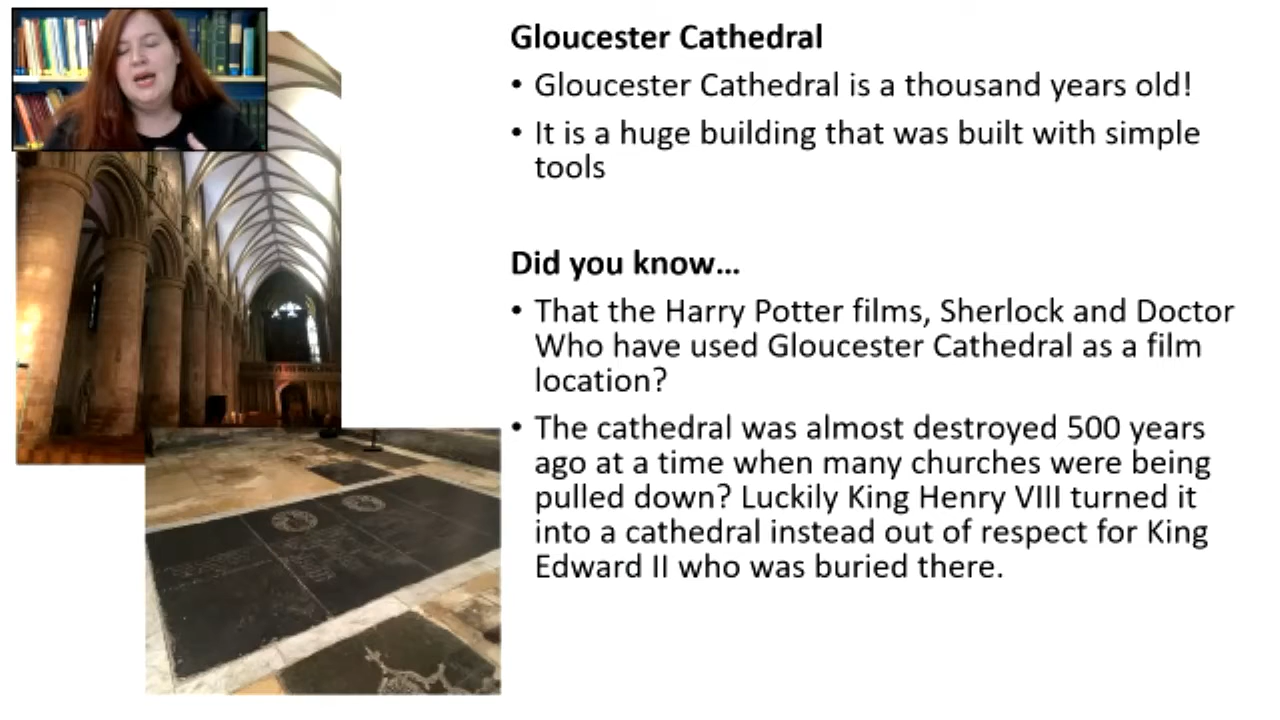 Gloucester Cathedral
• Gloucester Cathedral is a thousand years old!
• It is a huge building that was built with simple
tools
Did you know...
• That the Harry Potter films, Sherlock and Doctor
Who have used Gloucester Cathedral as a film
location?
• The cathedral was almost destroyed 500 years
ago at a time when many churches were being
pulled down? Luckily King Henry VIII turned it
into a cathedral instead out of respect for King
Edward II who was buried there.